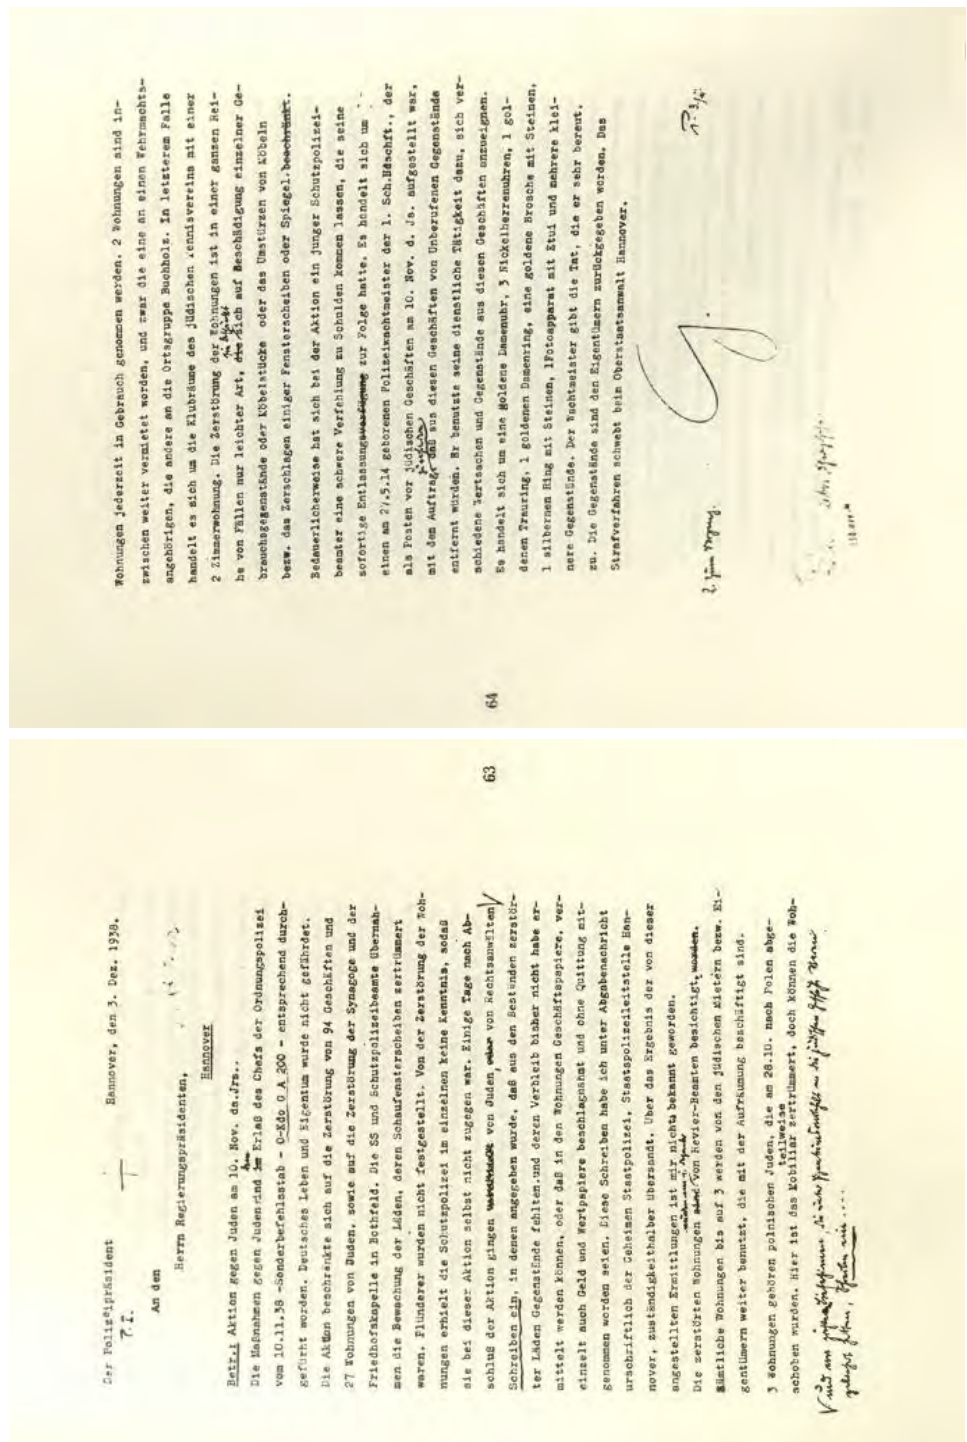 Der Polizeipräsident
Hannover, den 3. Dez. 1938.
P.I.
An den
Herrn Regierungspräsidenten,
Hannover
Betr.: Aktion gegen Juden am 10. Nov. ds.Jrs..
Die Maßnahmen gegen Juden sind im Erlaß des Chefs der Ordnungspolizei
vom 10.11.38 -Sonderbefehlsstab - O-Kdo G A 200 - entsprechend durch-
geführt worden. Deutsches Leben und Eigentum wurde nicht gefährdet.
Die Aktion beschränkte sich auf die Zerstörung von 94 Geschäften und
27 Wohnungen von Juden, sowie auf die Zerstörung der Synagoge und der
Friedhofskapelle in Bothfeld. Die SS und Schutzpolizeibeamte übernah-
men die Bewachung der Läden, deren Schaufensterscheiben zertrümmert
waren. Plünderer wurden nicht festgestellt. Von der Zerstörung der Woh-
nungen erhielt die Schutzpolizei im einzelnen keine Kenntnis, sodaß
sie bei dieser Aktion selbst nicht zugegen war. Einige Tage nach Ab-
schluß der Aktion gingen von Juden, oder von Rechtsanwälten
Schreiben ein, in denen angegeben wurde, daß aus den Beständen zerstör-
ter Läden Gegenstände fehlten,und deren Verbleib bisher nicht habe er-
mittelt werden können, oder daß in den Wohnungen Geschäftspapiere, ver-
einzelt auch Geld und Wertpapiere beschlagnahmt und ohne Quittung mit-
genommen worden seien. Diese Schreiben habe ich unter Abgabenachricht
urschriftlich der Geheimen Staatspolizei, Staatspolizeileitstelle Han-
nover, zuständigkeithalber übersandt. Über das Ergebnis der von dieser
angestellten Ermittlungen ist mir nichts bekannt geworden.
Die zerstörten Wohnungen sind von Revier-Beamten besichtigt worden.
Sämtliche Wohnungen bis auf 3 werden von den jüdischen Mietern bezw. Ei-
gentümern weiter benutzt, die mit der Aufräumung beschäftigt sind.
3 Wohnungen gehören polnischen Juden, die am 28.10. nach Polen abge-
teilweise
schoben wurden. Hier ist das Mobiliar zertrümmert, doch können die Woh-
63
Wohnungen jederzeit in Gebrauch genommen werden. 2 Wohnungen sind in-
zwischen weiter vermietet worden, und zwar die eine an einen Wehrmachts-
angehörigen, die andere an die Ortsgruppe Buchholz. In letzterem Falle
handelt es sich um die Klubräume des jüdischen Tennisvereins mit einer
2 Zimmerwohnung. Die Zerstörung der Wohnungen ist in einer ganzen Rei-
he von Fällen nur leichter Art, die sich auf Beschädigung einzelner Ge-
brauchsgegenstände oder Möbelstücke oder das Umstürzen von Möbeln
bezw. das Zerschlagen einiger Fensterscheiben oder Spiegel beschränkt.
Bedauerlicherweise hat sich bei der Aktion ein junger Schutzpolizei-
beamter eine schwere Verfehlung zu Schulden kommen lassen, die seine
sofortige Entlassungsverfügung zur Folge hatte. Es handelt sich um
einen am 27.5.14 geborenen Polizeiwachtmeister der 1. Sch.Bdschft., der
als Posten vor jüdischen Geschäften am 10. Nov. d. Js. aufgestellt war,
mit dem Auftrage daß aus diesen Geschäften von Unberufenen Gegenstände
entfernt würden. Er benutzte seine dienstliche Tätigkeit dazu, sich ver-
schiedene Wertsachen und Gegenstände aus diesen Geschäften anzueignen.
Es handelt sich um eine goldene Damenuhr, 3 Nickelherrenuhren, 1 gol-
denen Trauring, 1 goldenen Damenring, eine goldene Brosche mit Steinen,
1 silbernen Ring mit Steinen, 1Fotoapparat mit Etui und mehrere klei-
nere Gegenstände. Der Wachtmeister gibt die Tat, die er sehr bereut,
zu. Die Gegenstände sind den Eigentümern zurückgegeben worden. Das
Strafverfahren schwebt beim Oberstaatsanwalt Hannover.
64